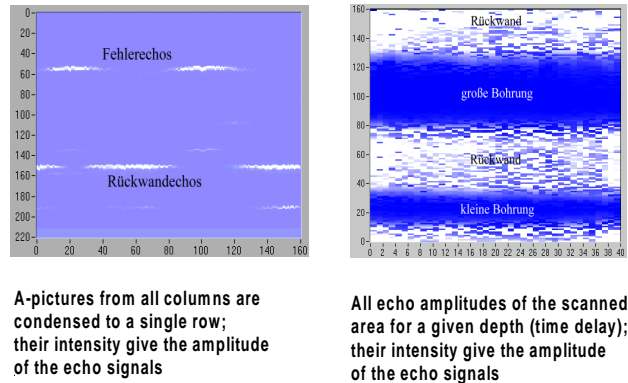 0
20
40
60
80
100
120
140
160
180
200
220
Fehlerechos
Rückwandechos
0 20 40 60 80 100 120 140 160
A-pictures from all columns are
condensed to a single row;
their intensity give the amplitude
of the echo signals
160
140
120
100
80
60
40
20
0
Rückwand
große Bohrung
Rückwand
kleine Bohrung
0 2 4 6 8 10 12 14 16 18 20 22 24 26 28 30 32 34 36 38 40
All echo amplitudes of the scanned
area for a given depth (time delay);
their intensity give the amplitude
of the echo signals